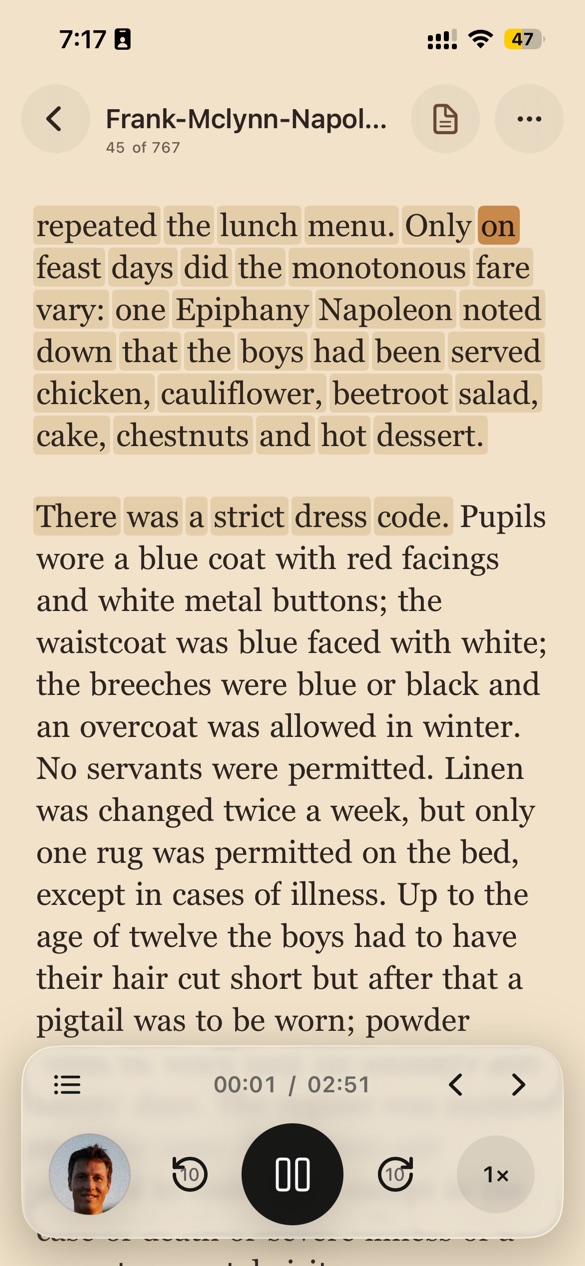 7:17
47
Frank-Mclynn-Napol...
45 of 767
repeated the lunch menu. Only on
feast days did the monotonous fare
vary: one Epiphany Napoleon noted
down that the boys had been served
chicken, cauliflower, beetroot salad,
cake, chestnuts and hot dessert.
There was a strict dress code. Pupils
wore a blue coat with red facings
and white metal buttons; the
waistcoat was blue faced with white;
the breeches were blue or black and
an overcoat was allowed in winter.
No servants were permitted. Linen
was changed twice a week, but only
one rug was permitted on the bed,
except in cases of illness. Up to the
age of twelve the boys had to have
their hair cut short but after that a
pigtail was to be worn; powder
00:01 / 02:51
10
10
1×